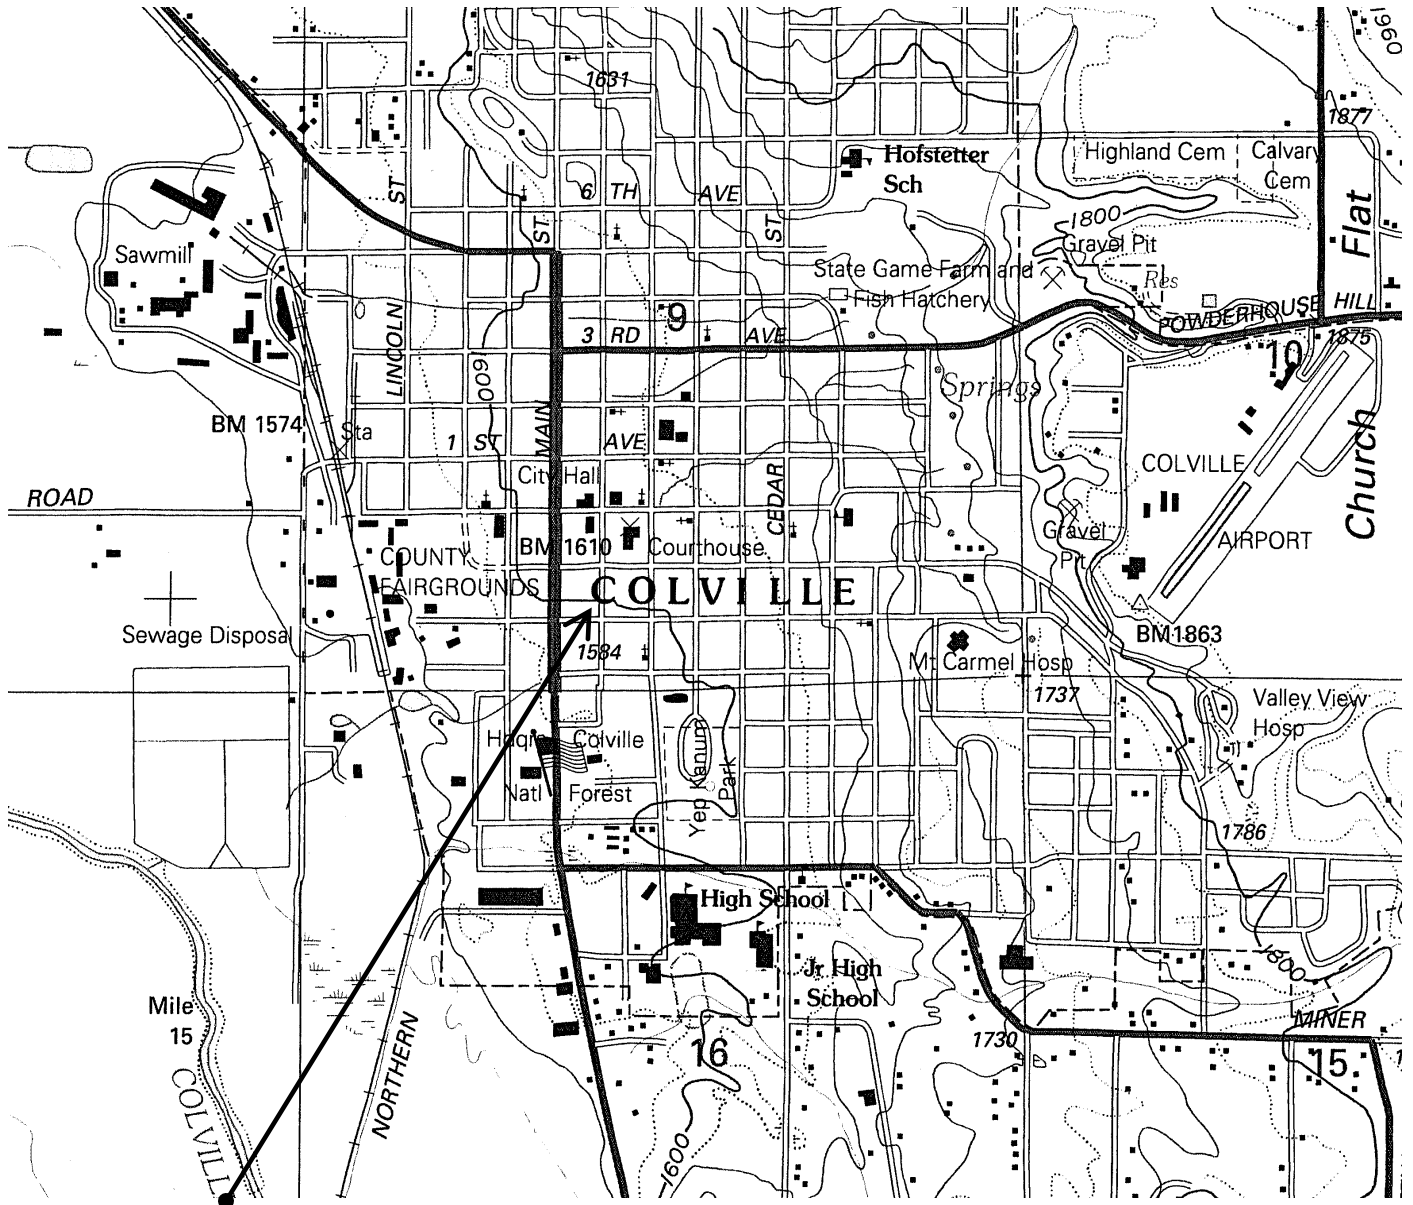 1960
1631
1877
Highland Cem
Calvary
Cem
Hofstetter
Sch
ST
6 TH AVE
ST
ST
1800
Flat
Gravel Pit
Sawmill
State Game Farm and
Fish Hatchery
Res
9
POWDERHOUSE HILL
3 RD AVE
1875
10
LINCOLN
600
Springs
MAIN
BM 1574
Sta
1 ST AVE
Church
City Hall
COLVILLE
CEDAR
ROAD
Gravel
Pit
AIRPORT
BM 1610
Courthouse
COUNTY
FAIRGROUNDS
COLVILLE
Sewage Disposal
BM 1863
1584
Mt Carmel Hosp
1737
Valley View
Hosp
Hdqrs Colville
Natl Forest
Yep Kanum
Park
1786
High School
1800
Jr High
School
Mile
15
MINER
1730
16
15
NORTHERN
COLVILL
1600